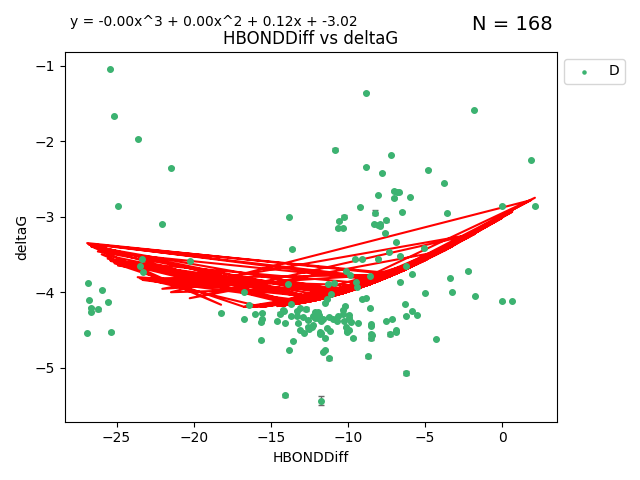 y = -0.00x^3 + 0.00x^2 + 0.12x + -3.02
N = 168
HBONDDiff vs deltaG
D
−1
−2
−3
−4
−5
deltaG
−25 −20 −15 −10 −5 0
HBONDDiff